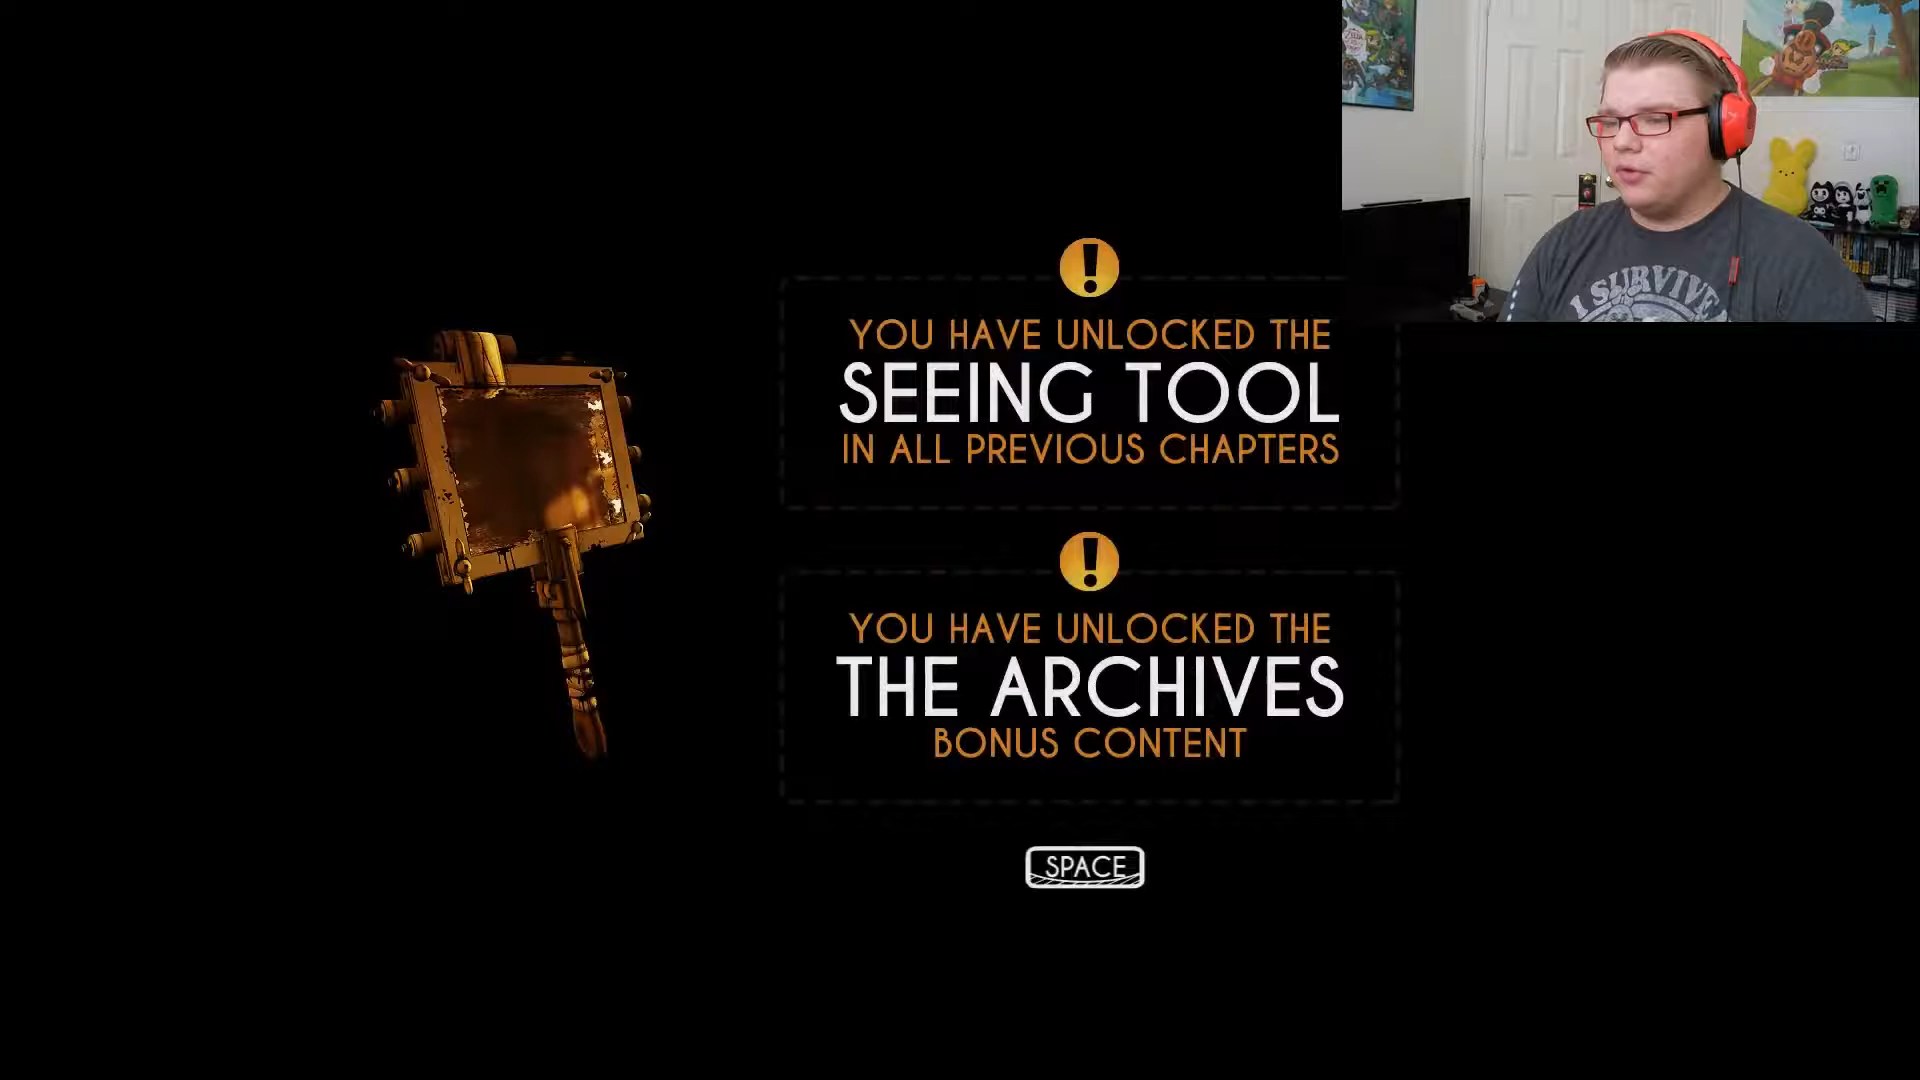 !
YOU HAVE UNLOCKED THE
SEEING TOOL
IN ALL PREVIOUS CHAPTERS
!
YOU HAVE UNLOCKED THE
THE ARCHIVES
BONUS CONTENT
SPACE
I SURVIVE